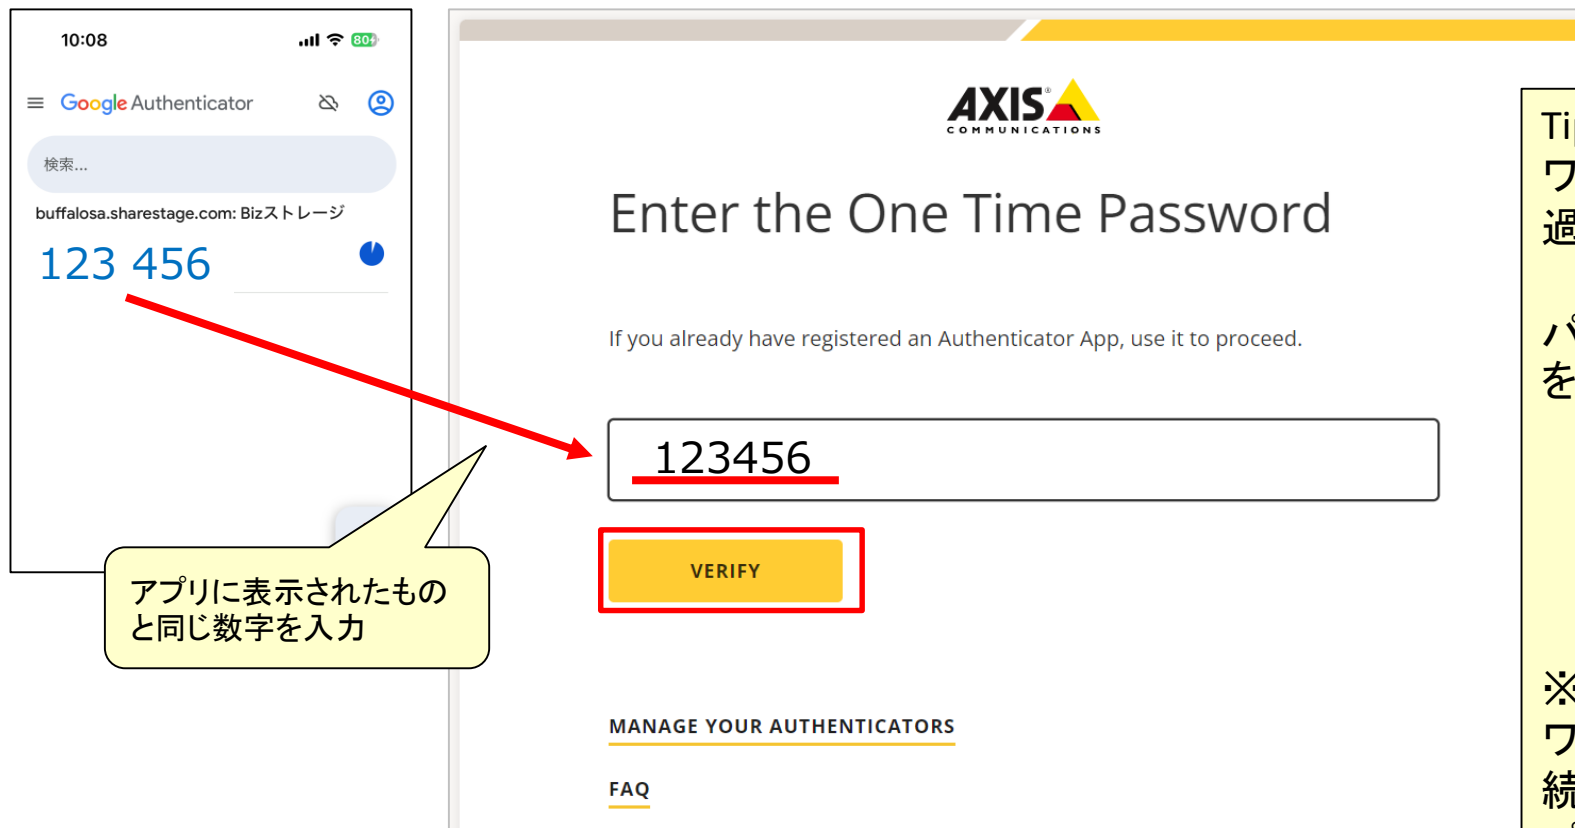 10:08
80
Google Authenticator
検索...
buffalosa.sharestage.com: Bizストレージ
123 456
アプリに表示されたもの
と同じ数字を入力
AXIS
COMMUNICATIONS
Enter the One Time Password
If you already have registered an Authenticator App, use it to proceed.
123456
VERIFY
MANAGE YOUR AUTHENTICATORS
FAQ
ワ
過
パ
を
※
ワ
続